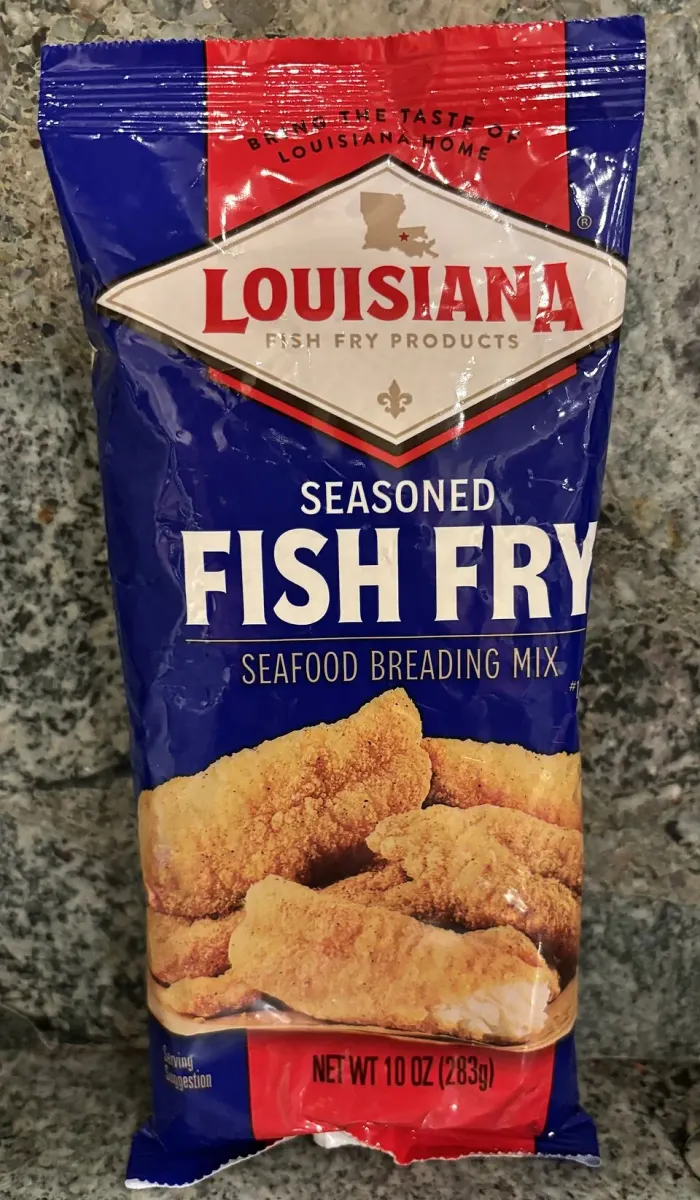 BRING THE TASTE OF
LOUISIANA HOME
®
LOUISIANA
FISH FRY PRODUCTS
SEASONED
FISH FRY
SEAFOOD BREADING MIX
Serving
Suggestion
NET WT 10 OZ (283g)